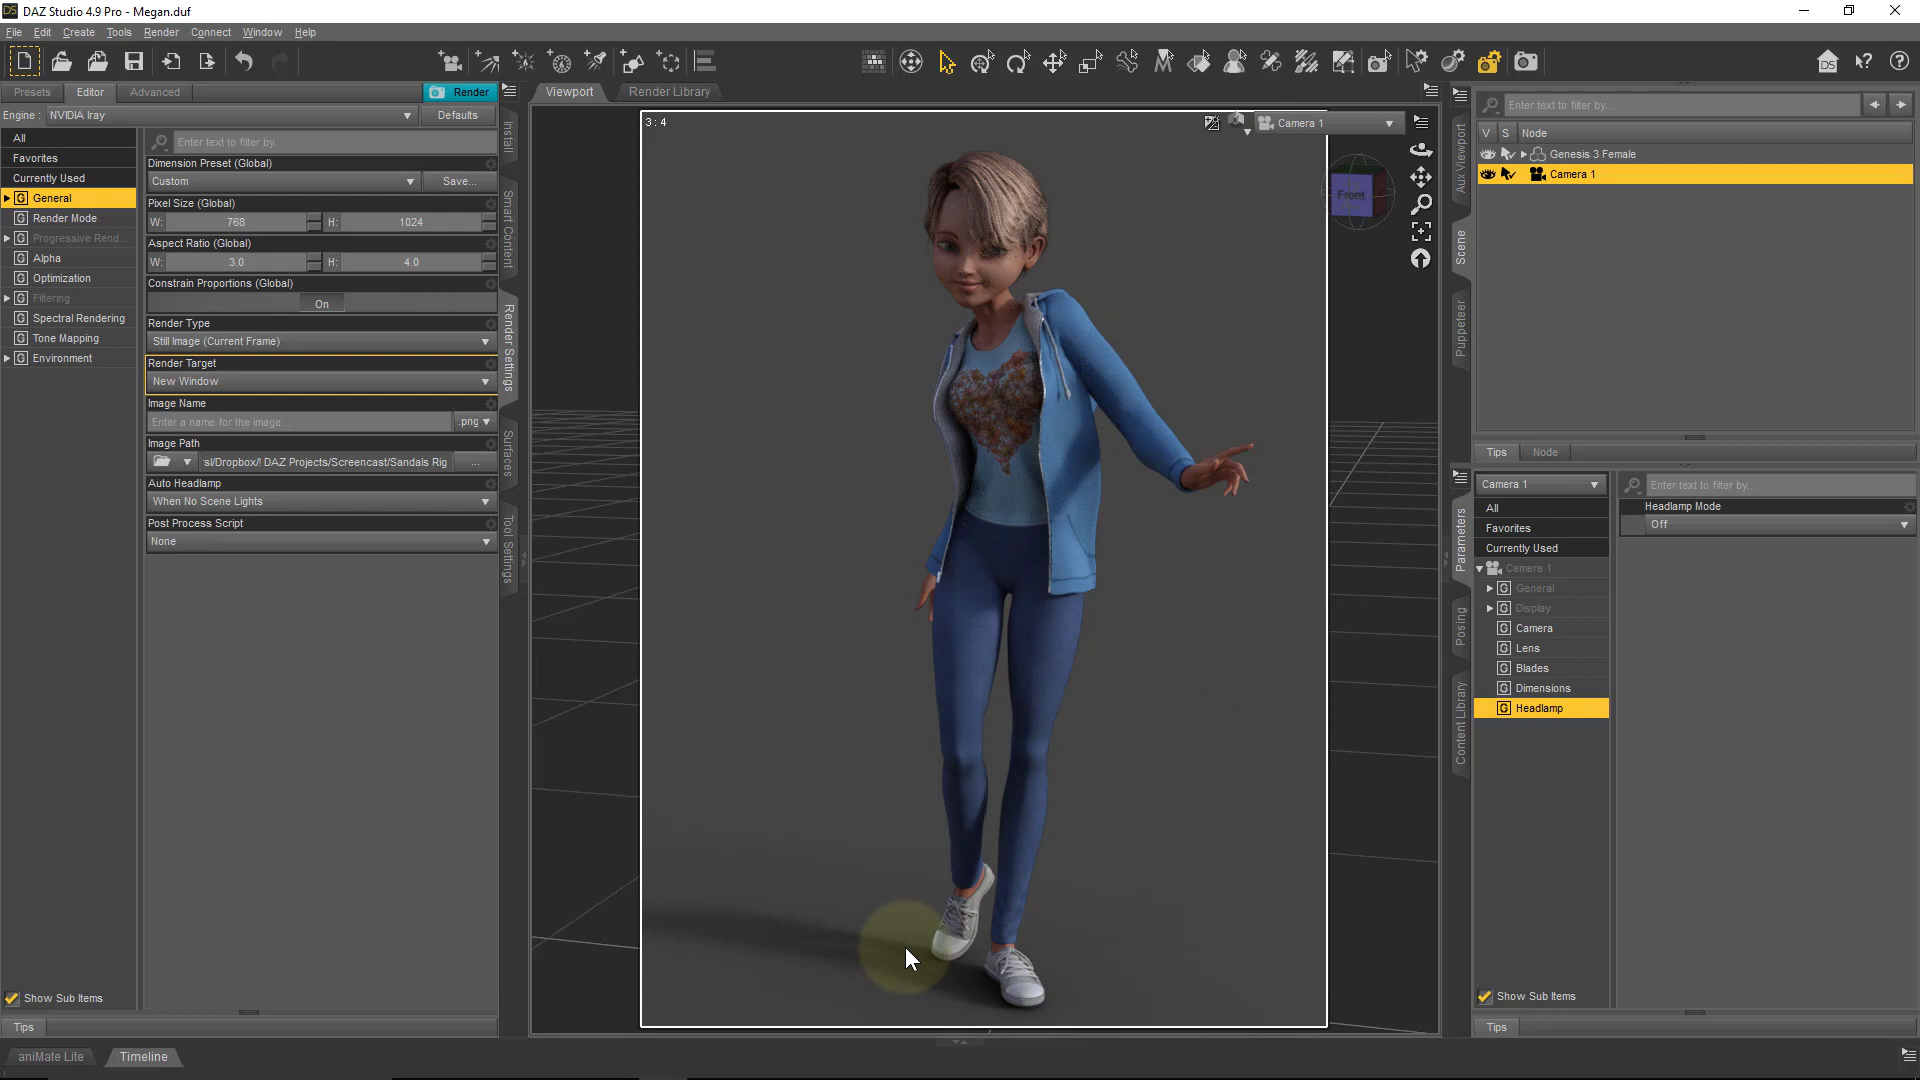 DAZ Studio 4.9 Pro - Megan.duf
File Edit Create Tools Render Connect Window Help
Presets Editor Advanced Render
Engine : NVIDIA Iray Defaults
All
Favorites
Currently Used
General
Render Mode
Progressive Rend...
Alpha
Optimization
Filtering
Spectral Rendering
Tone Mapping
Environment
Show Sub Items
Tips
Enter text to filter by...
Dimension Preset (Global)
Custom Save...
Pixel Size (Global)
W: 768 H: 1024
Aspect Ratio (Global)
W: 3.0 H: 4.0
Constrain Proportions (Global)
On
Render Type
Still Image (Current Frame)
Render Target
New Window
Image Name
Enter a name for the image... .png
Image Path
sl/Dropbox/! DAZ Projects/Screencast/Sandals Rig ...
Auto Headlamp
When No Scene Lights
Post Process Script
None
Install
Smart Content
Render Settings
Surfaces
Tool Settings
Viewport Render Library
3 : 4
Camera 1
Front
Aux Viewport
Scene
Puppeteer
Enter text to filter by...
V S Node
Genesis 3 Female
Camera 1
Tips Node
Parameters
Posing
Content Library
Camera 1
All
Favorites
Currently Used
Camera 1
General
Display
Camera
Lens
Blades
Dimensions
Headlamp
Show Sub Items
Tips
Enter text to filter by...
Headlamp Mode
Off
aniMate Lite Timeline